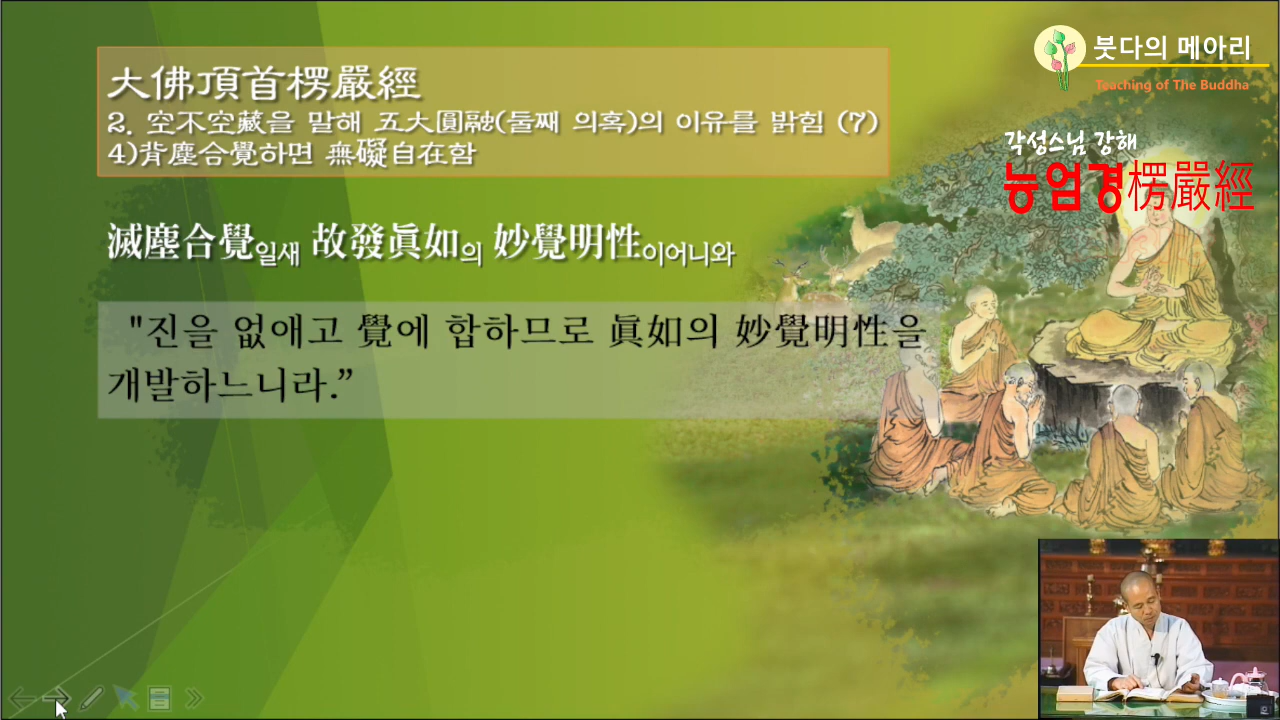 大佛頂首楞嚴經
2. 空不空藏을 말해 五大圓融(둘째 의혹)의 이유를 밝힘 (7)
4)背塵合覺하면 無礙自在함
滅塵合覺일새 故發眞如의 妙覺明性이어니와
"진을 없애고 覺에 합하므로 眞如의 妙覺明性을
개발하느니라.”
붓다의 메아리
Teaching of The Buddha
각성스님 강해
능엄경楞嚴經